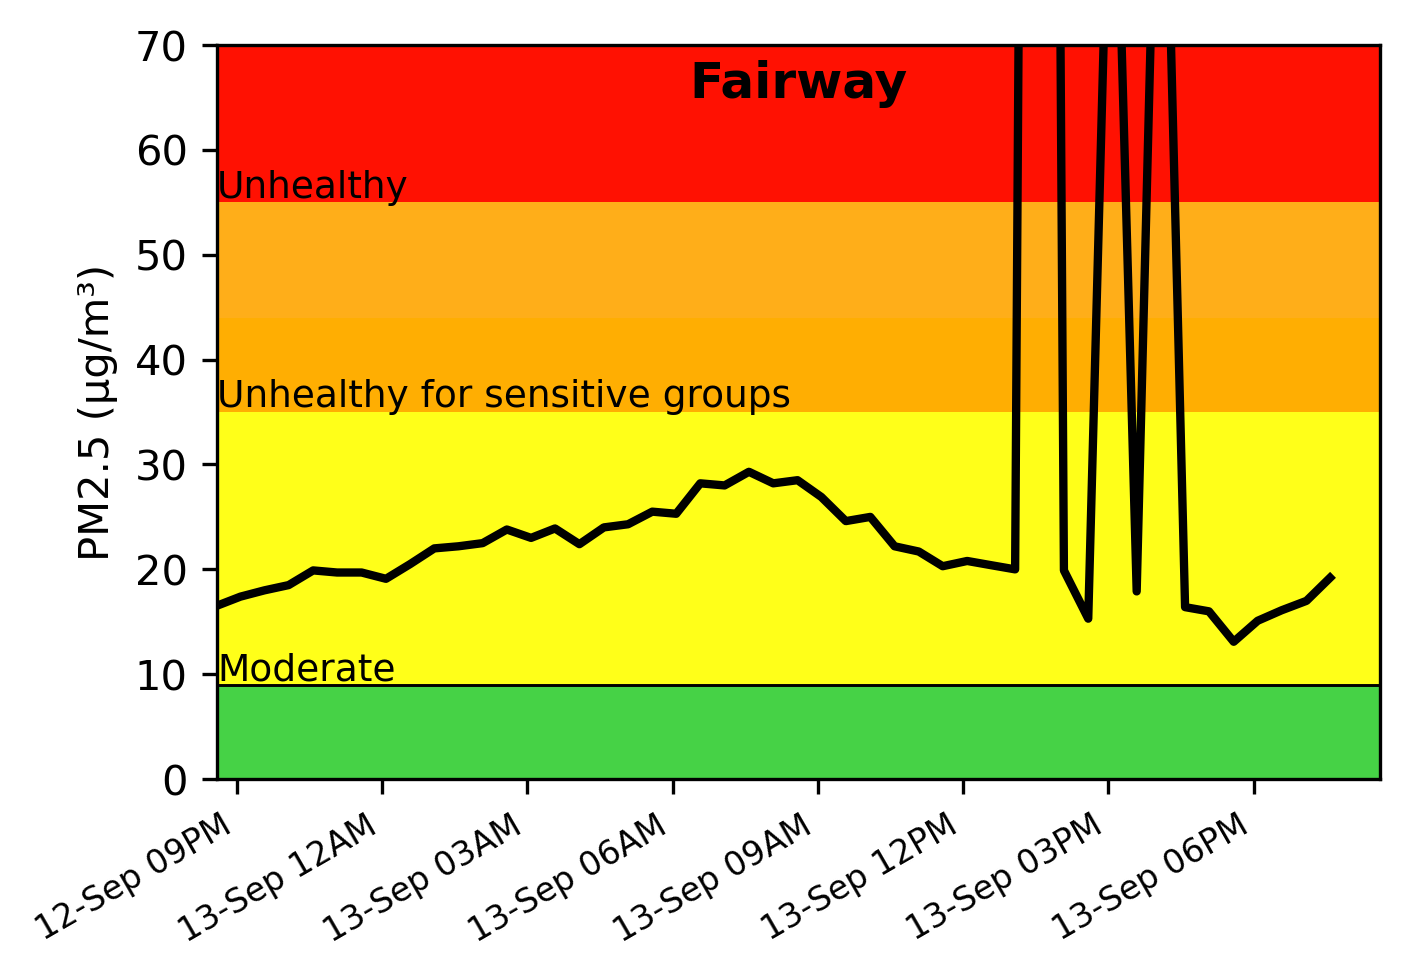 Fairway
PM2.5 (µg/m³)
70
60
Unhealthy
50
40
Unhealthy for sensitive groups
30
20
10
Moderate
0
12-Sep 09PM
13-Sep 12AM
13-Sep 03AM
13-Sep 06AM
13-Sep 09AM
13-Sep 12PM
13-Sep 03PM
13-Sep 06PM